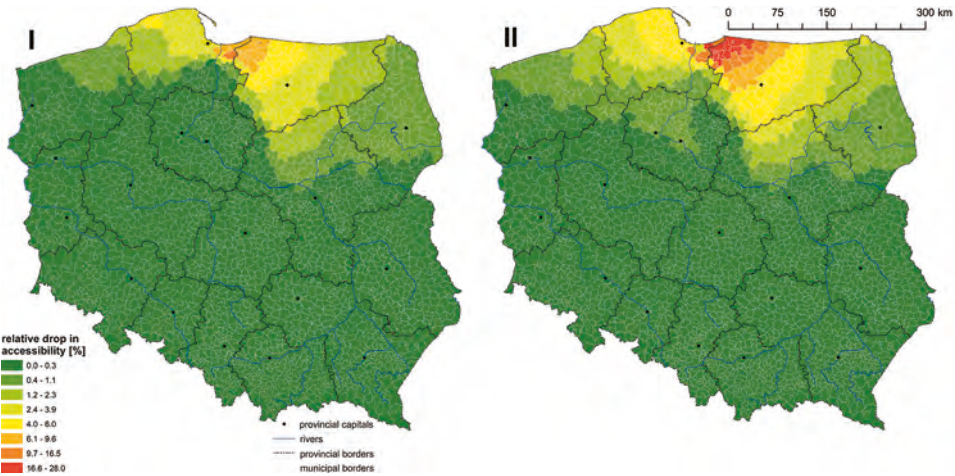 I
II
0 75 150 300 km
relative drop in
accessibility [%]
0,0 - 0.3
0.4 - 1.1
1.2 - 2.3
2.4 - 3.9
4.0 - 6.0
6.1 - 9.6
9.7 - 16.5
16.6 - 28.0
provincial capitals
rivers
provincial borders
municipal borders